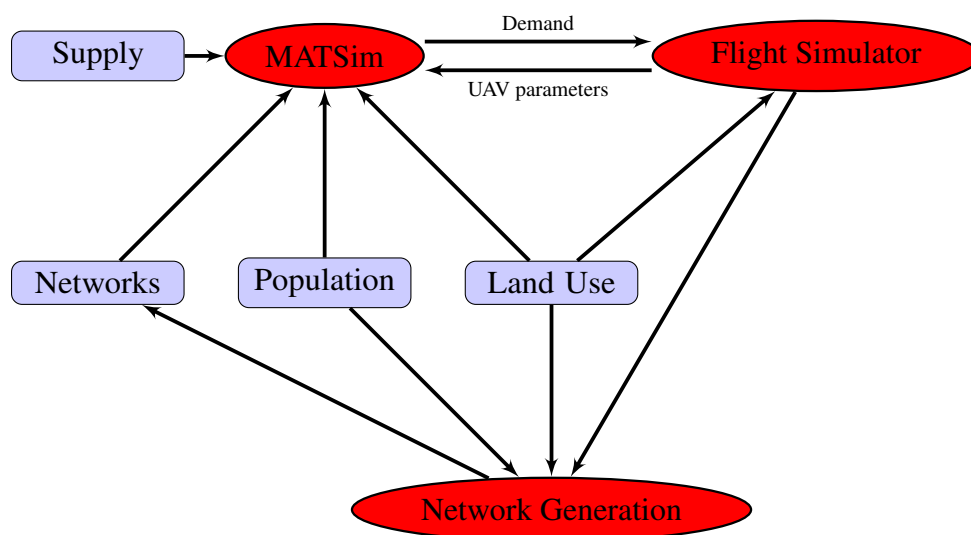 Supply
MATSim
Demand
UAV parameters
Flight Simulator
Networks
Population
Land Use
Network Generation